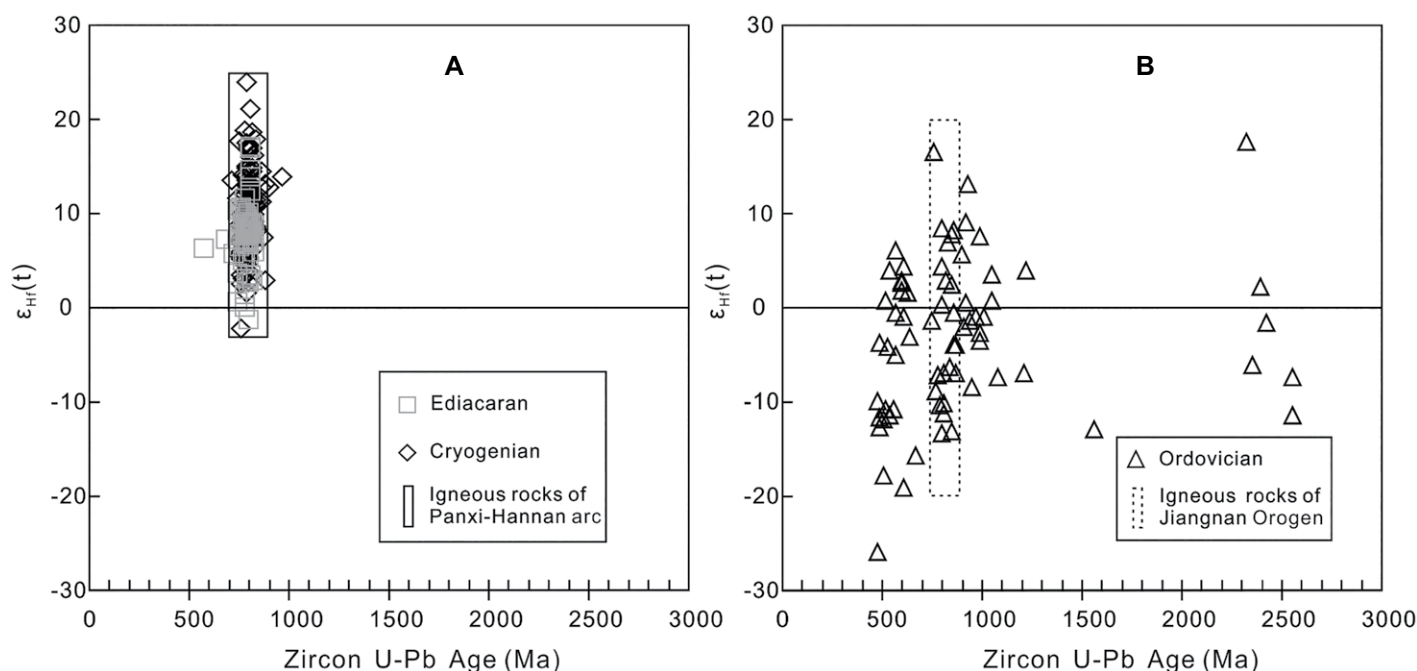 A
30
20
10
0
-10
-20
-30
εHf(t)
0
500
1000
1500
2000
2500
3000
Zircon U-Pb Age (Ma)
Ediacaran
Cryogenian
Igneous rocks of
Panxi-Hannan arc
B
30
20
10
0
-10
-20
-30
εHf(t)
0
500
1000
1500
2000
2500
3000
Zircon U-Pb Age (Ma)
Ordovician
Igneous rocks of
Jiangnan Orogen